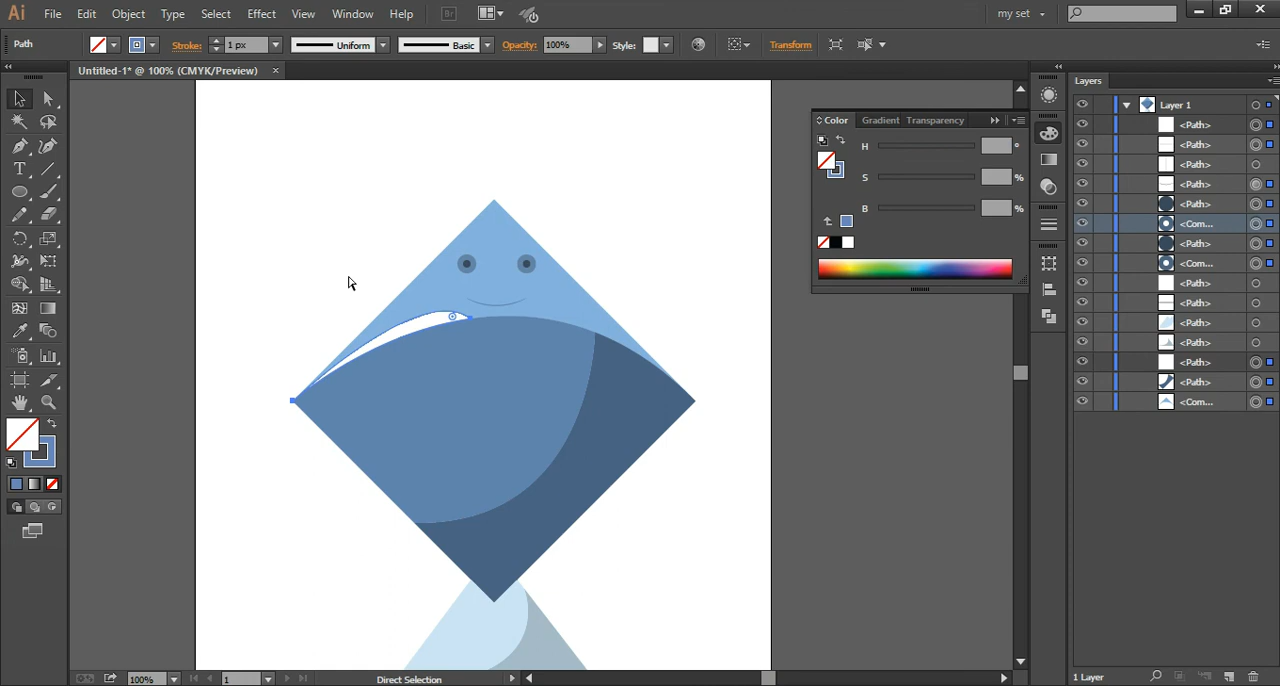 Ai File Edit Object Type Select Effect View Window Help Br my set
Path Stroke: 1 px Uniform Basic Opacity: 100% Style: Transform
Untitled-1* @ 100% (CMYK/Preview) ×
Color Gradient Transparency
H °
S %
B %
Layers
Layer 1
<Path>
<Path>
<Path>
<Path>
<Path>
<Com...
<Path>
<Com...
<Path>
<Path>
<Path>
<Path>
<Path>
<Path>
<Com...
1 Layer
100% 1 Direct Selection